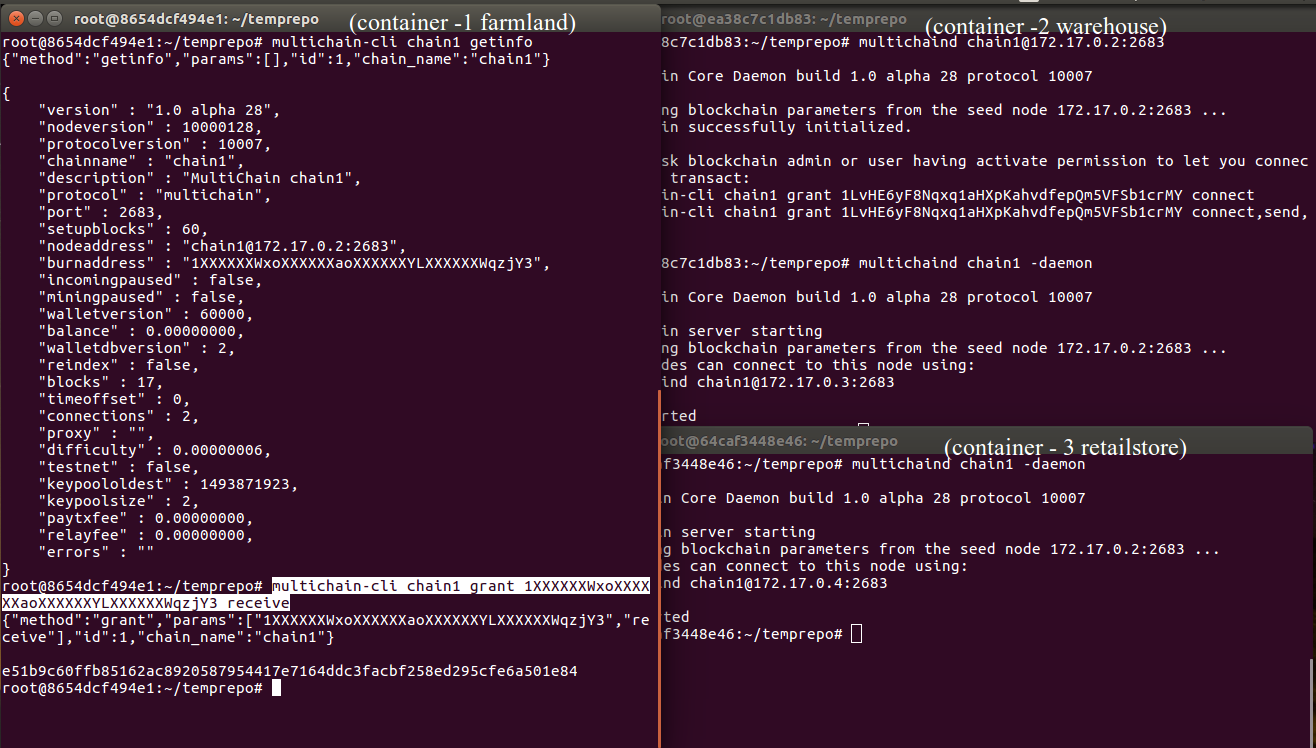 root@8654dcf494e1: ~/temprepo
(container -1 farmland)
root@8654dcf494e1:~/temprepo# multichain-cli chain1 getinfo
{"method":"getinfo","params":[],"id":1,"chain_name":"chain1"}
{
"version" : "1.0 alpha 28",
"nodeversion" : 10000128,
"protocolversion" : 10007,
"chainname" : "chain1",
"description" : "MultiChain chain1",
"protocol" : "multichain",
"port" : 2683,
"setupblocks" : 60,
"nodeaddress" : "chain1@172.17.0.2:2683",
"burnaddress" : "1XXXXXXWxoXXXXXXaoXXXXXXYLXXXXXXWqzjY3",
"incomingpaused" : false,
"miningpaused" : false,
"walletversion" : 60000,
"balance" : 0.00000000,
"walletdbversion" : 2,
"reindex" : false,
"blocks" : 17,
"timeoffset" : 0,
"connections" : 2,
"proxy" : "",
"difficulty" : 0.00000006,
"testnet" : false,
"keypoololdest" : 1493871923,
"keypoolsize" : 2,
"paytxfee" : 0.00000000,
"relayfee" : 0.00000000,
"errors" : ""
}
root@8654dcf494e1:~/temprepo# multichain-cli chain1 grant 1XXXXXXWxoXXXX
XXaoXXXXXXYLXXXXXXWqzjY3 receive
{"method":"grant","params":["1XXXXXXWxoXXXXXXaoXXXXXXYLXXXXXXWqzjY3","re
ceive"],"id":1,"chain_name":"chain1"}
e51b9c60ffb85162ac8920587954417e7164ddc3facbf258ed295cfe6a501e84
root@8654dcf494e1:~/temprepo#
root@ea38c7c1db83: ~/temprepo
(container -2 warehouse)
8c7c1db83:~/temprepo# multichaind chain1@172.17.0.2:2683
in Core Daemon build 1.0 alpha 28 protocol 10007
ng blockchain parameters from the seed node 172.17.0.2:2683 ...
in successfully initialized.
sk blockchain admin or user having activate permission to let you connec
transact:
in-cli chain1 grant 1LvHE6yF8Nqxq1aHXpKahvdfepQm5VFSb1crMY connect
in-cli chain1 grant 1LvHE6yF8Nqxq1aHXpKahvdfepQm5VFSb1crMY connect,send,
8c7c1db83:~/temprepo# multichaind chain1 -daemon
in Core Daemon build 1.0 alpha 28 protocol 10007
in server starting
ng blockchain parameters from the seed node 172.17.0.2:2683 ...
des can connect to this node using:
ind chain1@172.17.0.3:2683
rted
oot@64caf3448e46: ~/temprepo
(container - 3 retailstore)
f3448e46:~/temprepo# multichaind chain1 -daemon
n Core Daemon build 1.0 alpha 28 protocol 10007
n server starting
g blockchain parameters from the seed node 172.17.0.2:2683 ...
es can connect to this node using:
nd chain1@172.17.0.4:2683
ted
f3448e46:~/temprepo#